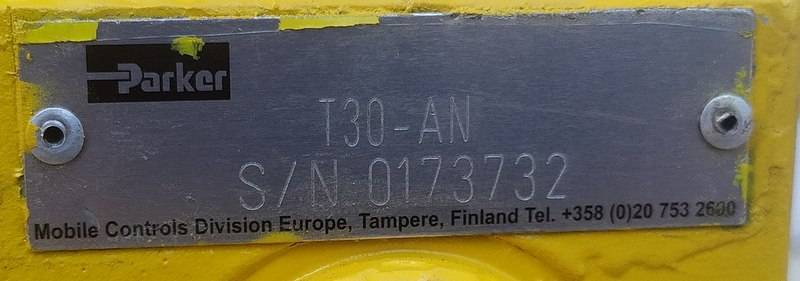 Parker
T30-AN
S/N 0173732
Mobile Controls Division Europe, Tampere, Finland Tel. +358 (0)20 753 2600